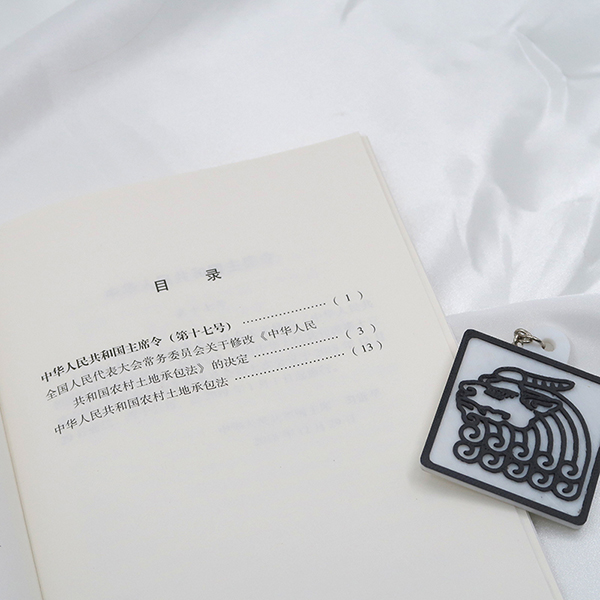 目 录
中华人民共和国主席令（第十七号） ………………… （1）
全国人民代表大会常务委员会关于修改《中华人民
共和国农村土地承包法》的决定 ……………… （3）
中华人民共和国农村土地承包法 ………………… （13）